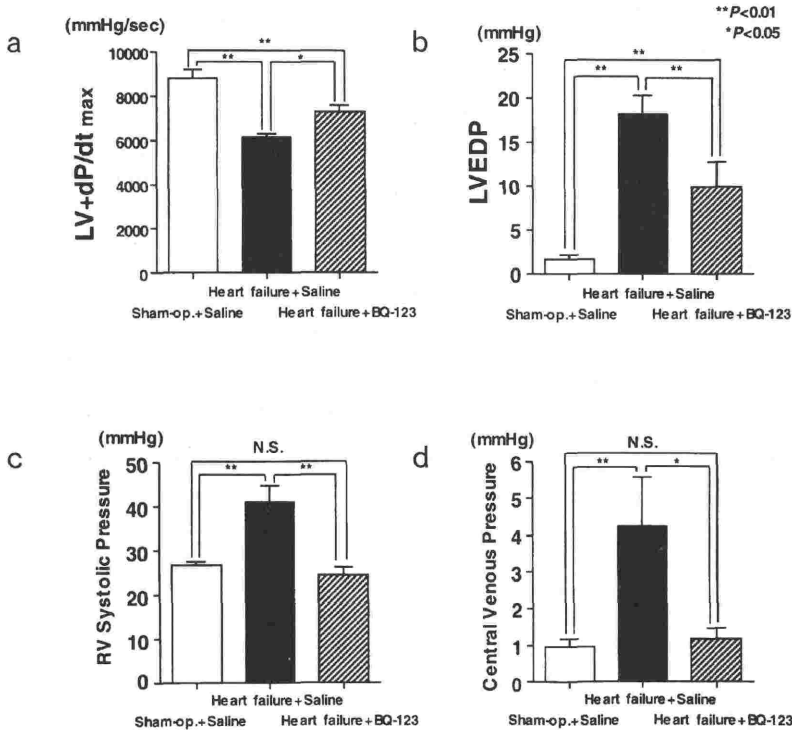 a
(mmHg/sec)
LV+dP/dt max
10000
8000
6000
4000
2000
0
**
**
*
Heart failure+Saline
Sham-op.+Saline
Heart failure+BQ-123
**P<0.01
*P<0.05
b
(mmHg)
LVEDP
25
20
15
10
5
0
**
**
**
Heart failure+Saline
Sham-op.+Saline
Heart failure+BQ-123
c
(mmHg)
RV Systolic Pressure
50
40
30
20
10
0
N.S.
**
**
Heart failure+Saline
Sham-op.+Saline
Heart failure+BQ-123
d
(mmHg)
Central Venous Pressure
6
5
4
3
2
1
0
N.S.
**
*
Heart failure+Saline
Sham-op.+Saline
Heart failure+BQ-123